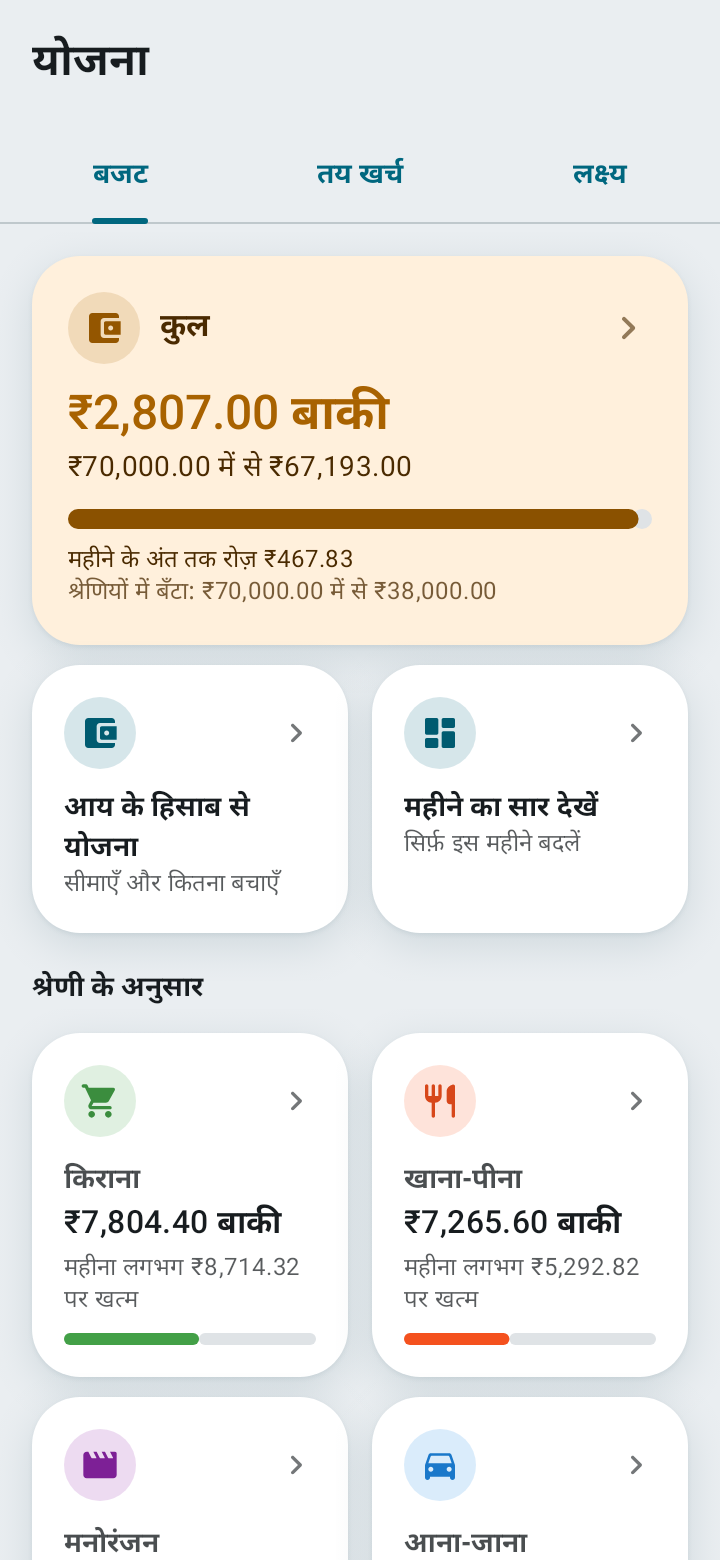 योजना
बजट
तय खर्च
लक्ष्य
कुल
₹2,807.00 बाकी
₹70,000.00 में से ₹67,193.00
महीने के अंत तक रोज़ ₹467.83
श्रेणियों में बँटा: ₹70,000.00 में से ₹38,000.00
आय के हिसाब से
योजना
सीमाएँ और कितना बचाएँ
महीने का सार देखें
सिर्फ़ इस महीने बदलें
श्रेणी के अनुसार
किराना
₹7,804.40 बाकी
महीना लगभग ₹8,714.32
पर खत्म
खाना-पीना
₹7,265.60 बाकी
महीना लगभग ₹5,292.82
पर खत्म
मनोरंजन
आना-जाना